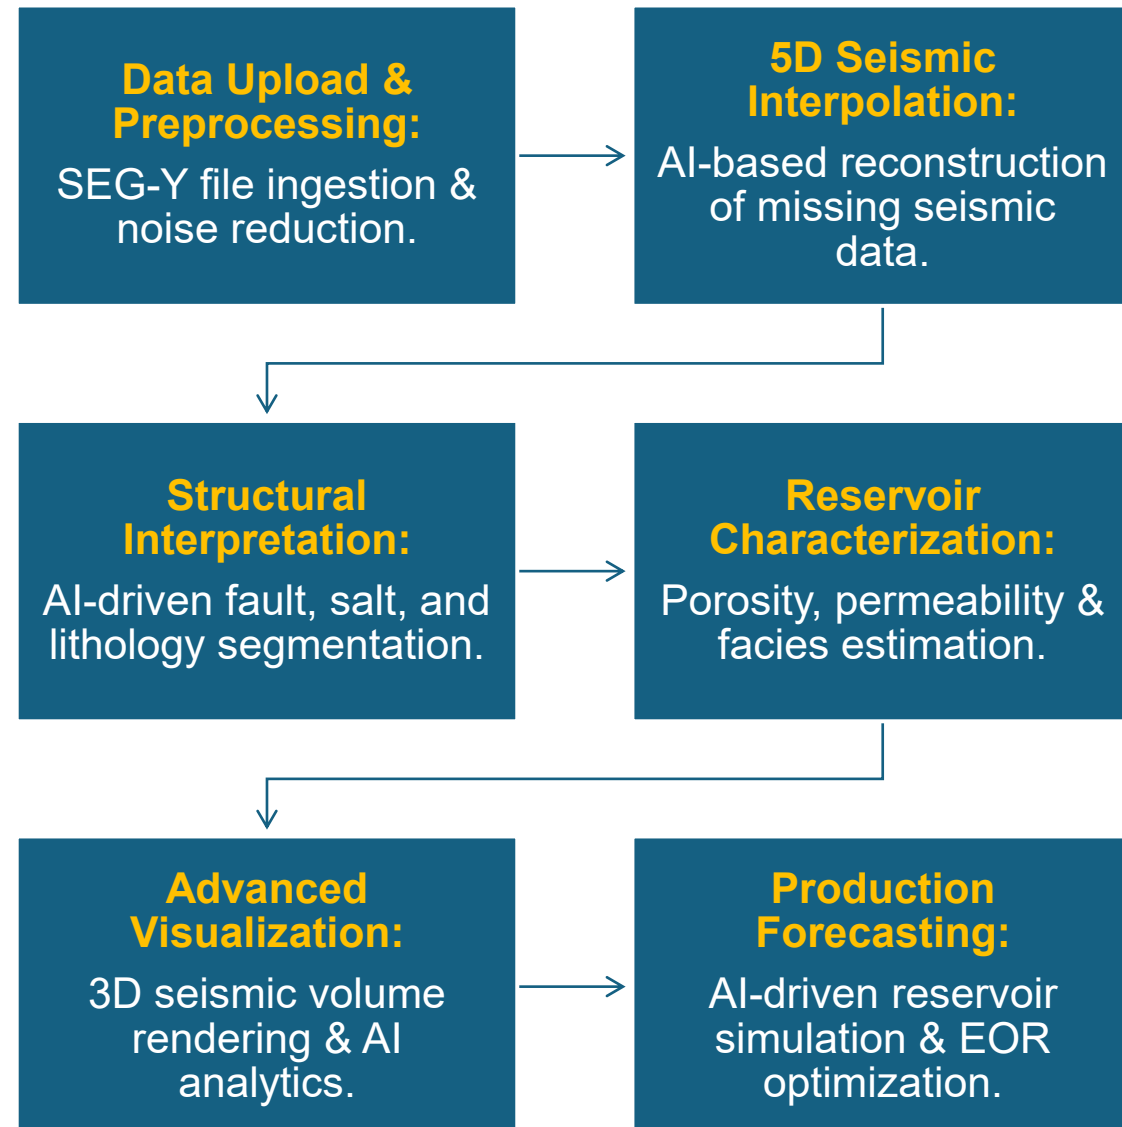 Data Upload &
Preprocessing:
SEG-Y file ingestion &
noise reduction.
5D Seismic
Interpolation:
AI-based reconstruction
of missing seismic
data.
Structural
Interpretation:
AI-driven fault, salt, and
lithology segmentation.
Reservoir
Characterization:
Porosity, permeability &
facies estimation.
Advanced
Visualization:
3D seismic volume
rendering & AI
analytics.
Production
Forecasting:
AI-driven reservoir
simulation & EOR
optimization.